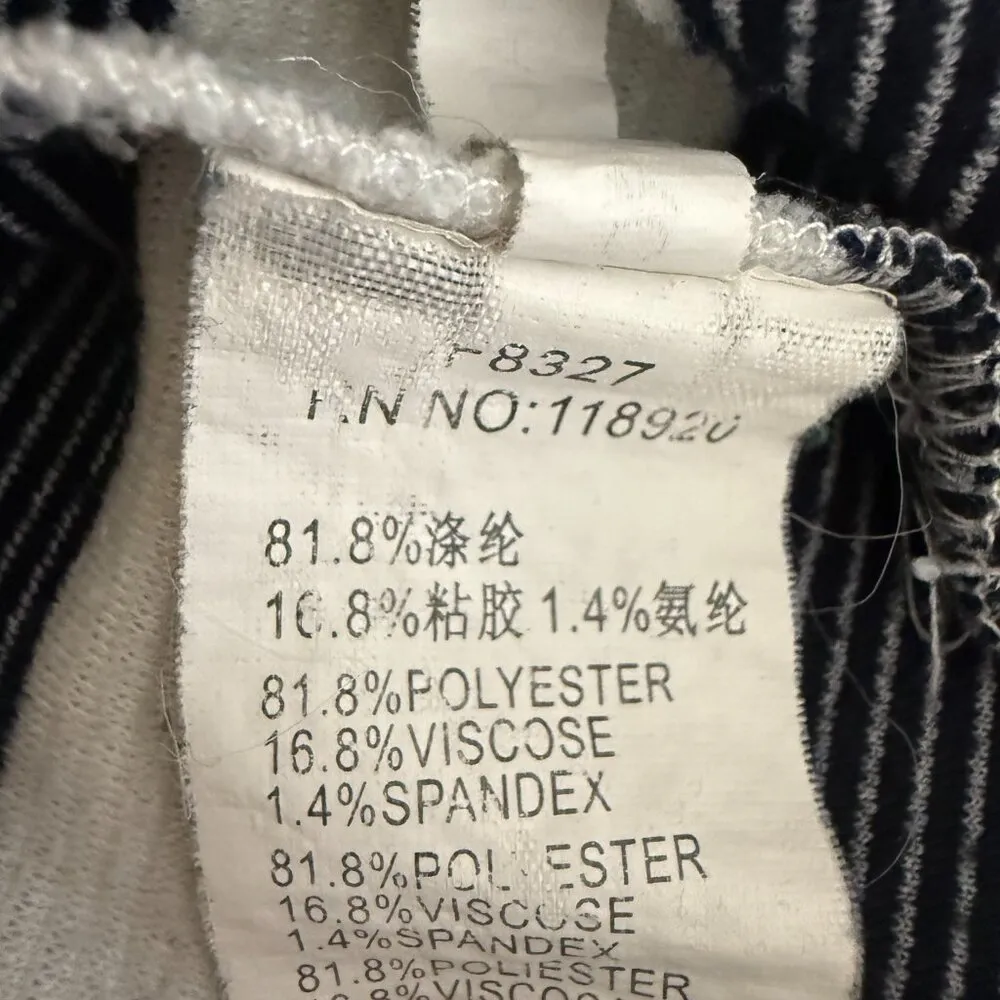 -8327
NO:118920
81.8%涤纶
16.8%粘胶 1.4%氨纶
81.8%POLYESTER
16.8%VISCOSE
1.4%SPANDEX
81.8%POLYESTER
16.8%VISCOSE
1.4%SPANDEX
81.8%POLIESTER